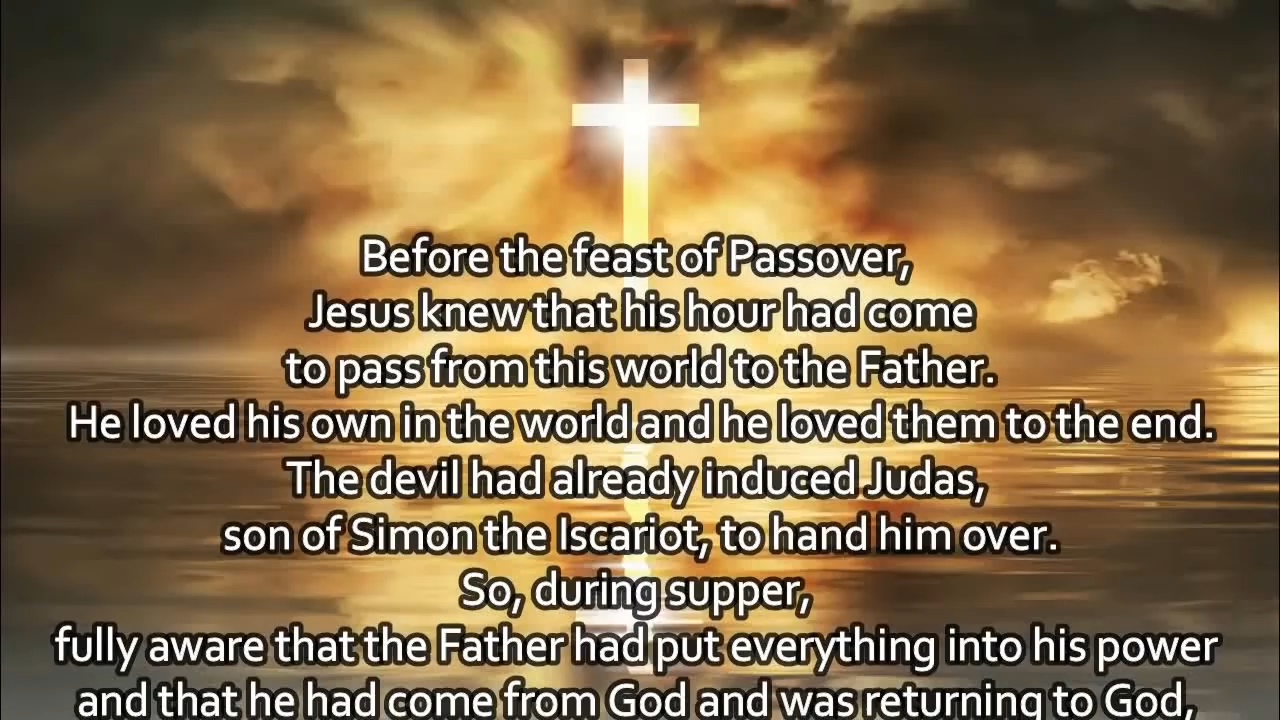 Before the feast of Passover,
Jesus knew that his hour had come
to pass from this world to the Father.
He loved his own in the world and he loved them to the end.
The devil had already induced Judas,
son of Simon the Iscariot, to hand him over.
So, during supper,
fully aware that the Father had put everything into his power
and that he had come from God and was returning to God,